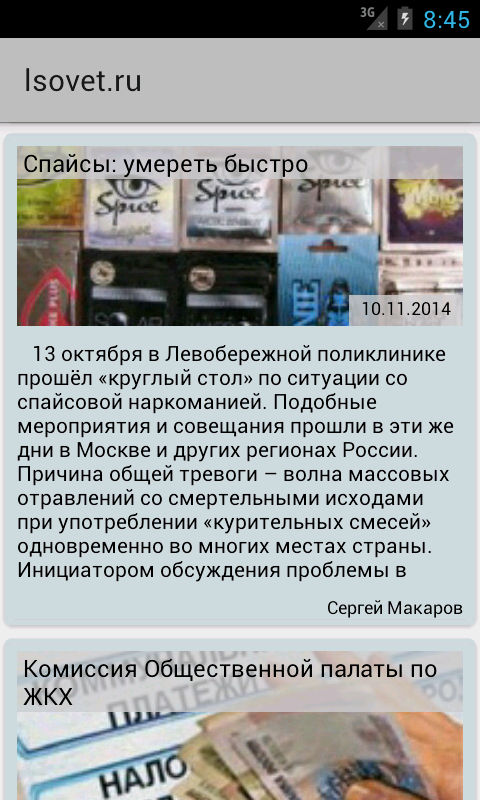 3G
8:45
lsovet.ru
Спайсы: умереть быстро
Spice
Spice
Spice
10.11.2014
13 октября в Левобережной поликлинике
прошёл «круглый стол» по ситуации со
спайсовой наркоманией. Подобные
мероприятия и совещания прошли в эти же
дни в Москве и других регионах России.
Причина общей тревоги – волна массовых
отравлений со смертельными исходами
при употреблении «курительных смесей»
одновременно во многих местах страны.
Инициатором обсуждения проблемы в
Сергей Макаров
Комиссия Общественной палаты по
ЖКХ
ПЛАТЕЖИ
НАЛО